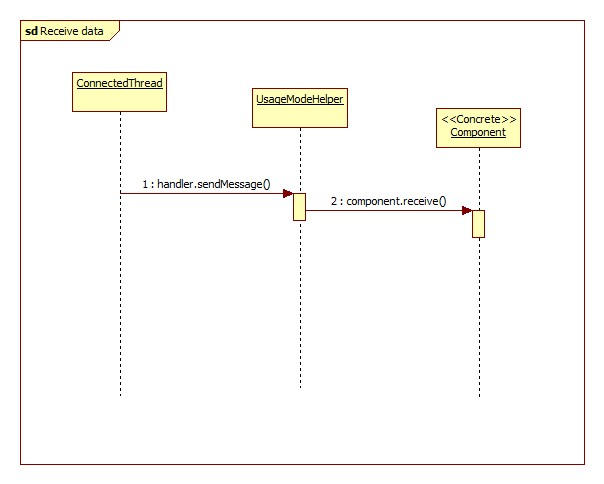 sd Receive data
ConnectedThread
UsageModeHelper
<<Concrete>>
Component
1 : handler.sendMessage()
2 : component.receive()